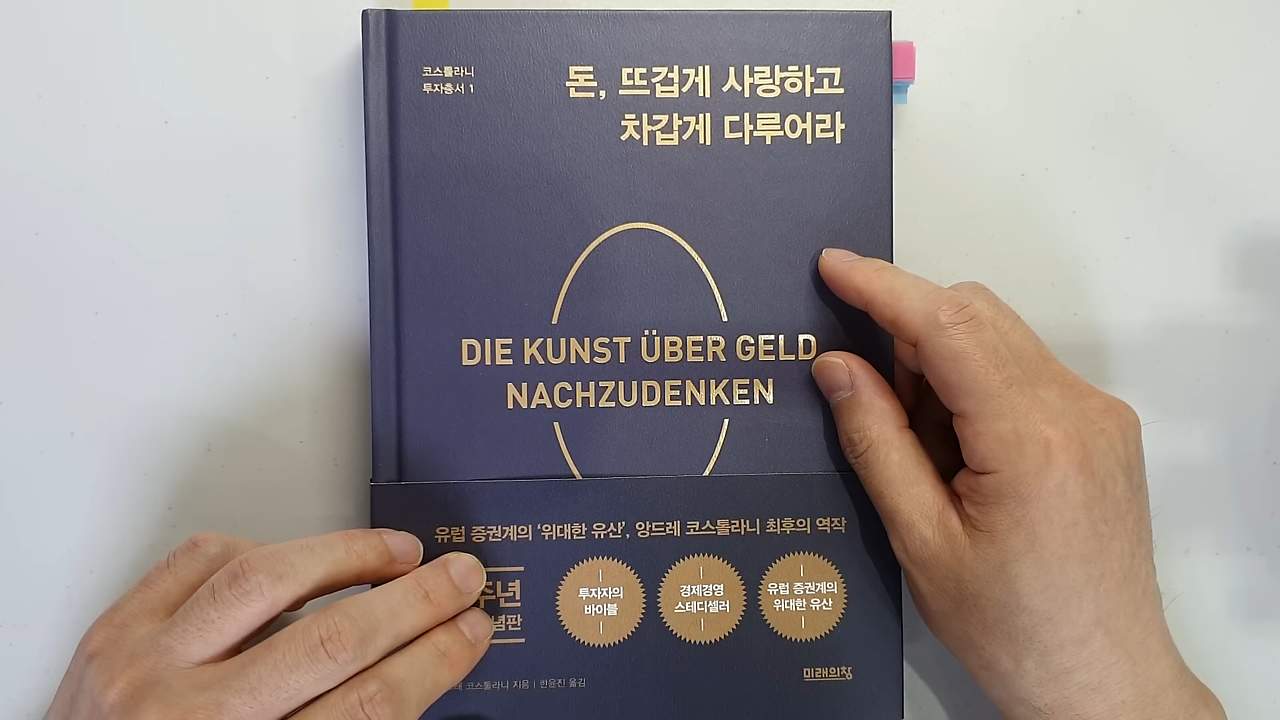 코스톨라니
투자총서 1
돈, 뜨겁게 사랑하고
차갑게 다루어라
DIE KUNST ÜBER GELD
NACHZUDENKEN
유럽 증권계의 '위대한 유산', 앙드레 코스톨라니 최후의 역작
주년
념판
투자자의
바이블
경제경영
스테디셀러
유럽 증권계의
위대한 유산
코스톨라니 지음 | 한윤진 옮김
미래의창